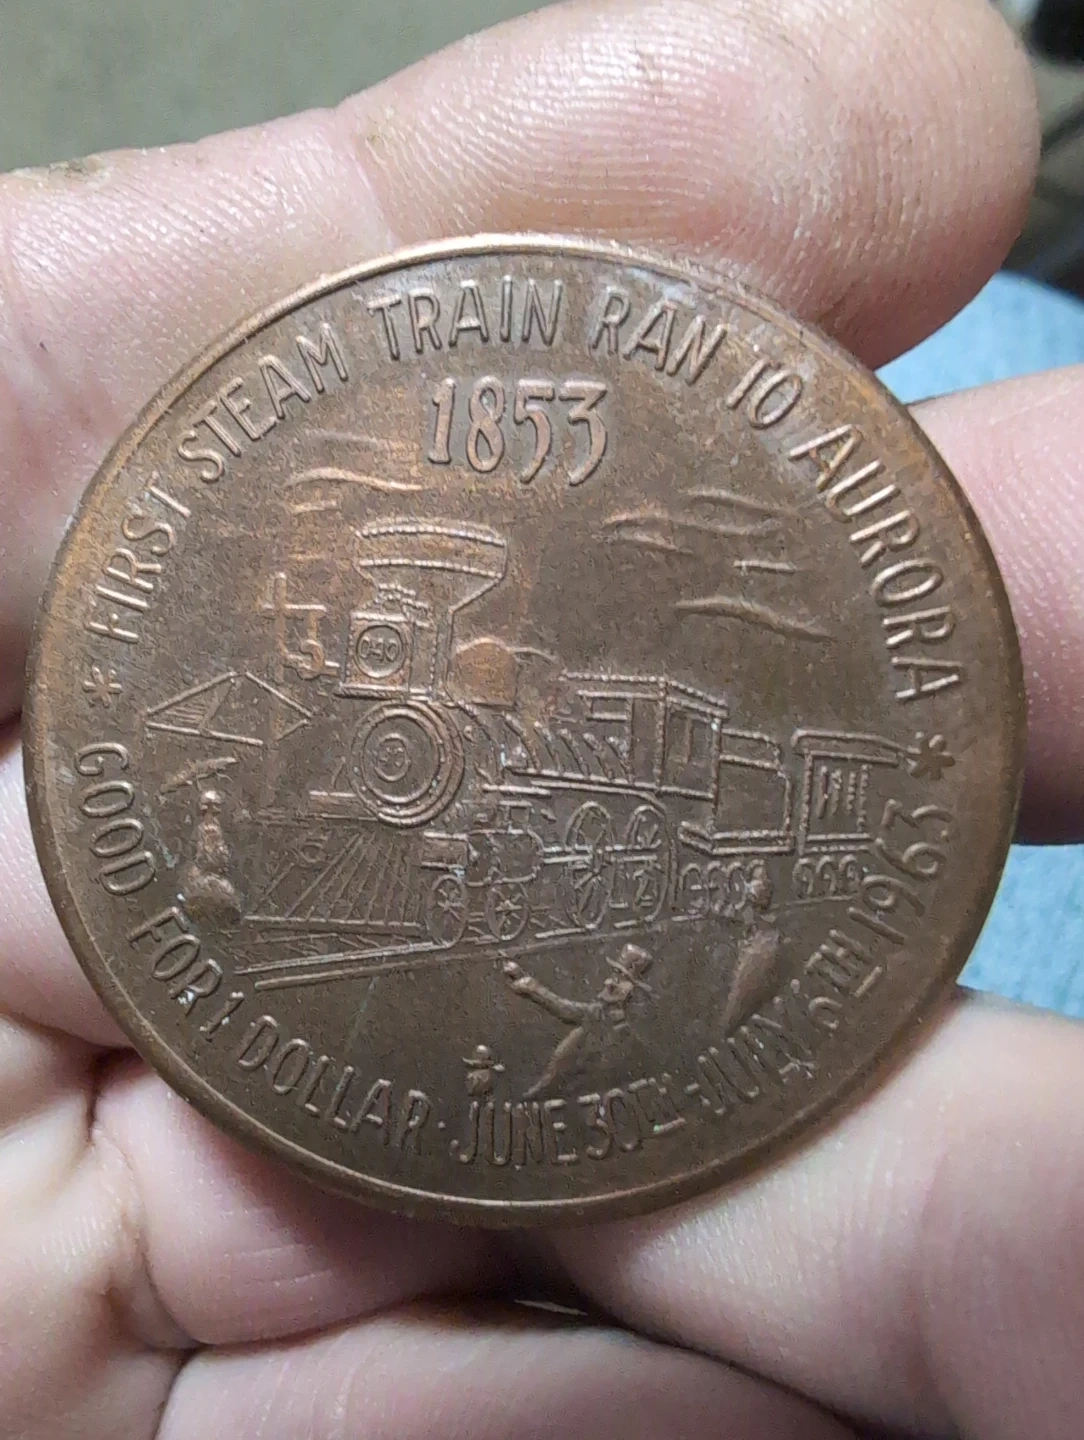 * FIRST STEAM TRAIN RAN TO AURORA *
1853
GOOD FOR 1 DOLLAR · JUNE 30TH - JULY 6TH 1963